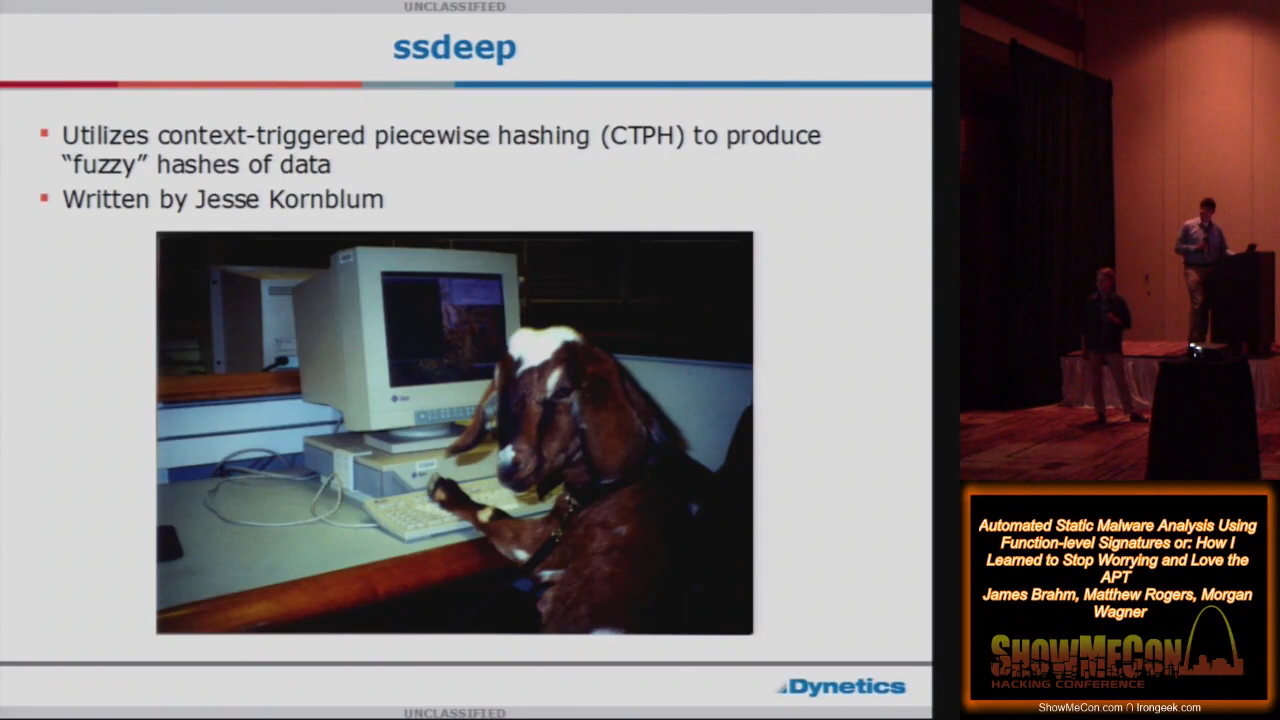 UNCLASSIFIED
ssdeep
▪ Utilizes context-triggered piecewise hashing (CTPH) to produce
“fuzzy” hashes of data
▪ Written by Jesse Kornblum
Dynetics
UNCLASSIFIED
Automated Static Malware Analysis Using
Function-level Signatures or: How I
Learned to Stop Worrying and Love the
APT
James Brahm, Matthew Rogers, Morgan
Wagner
SHOWMECON
HACKING CONFERENCE
ShowMeCon.com ∩ Irongeek.com